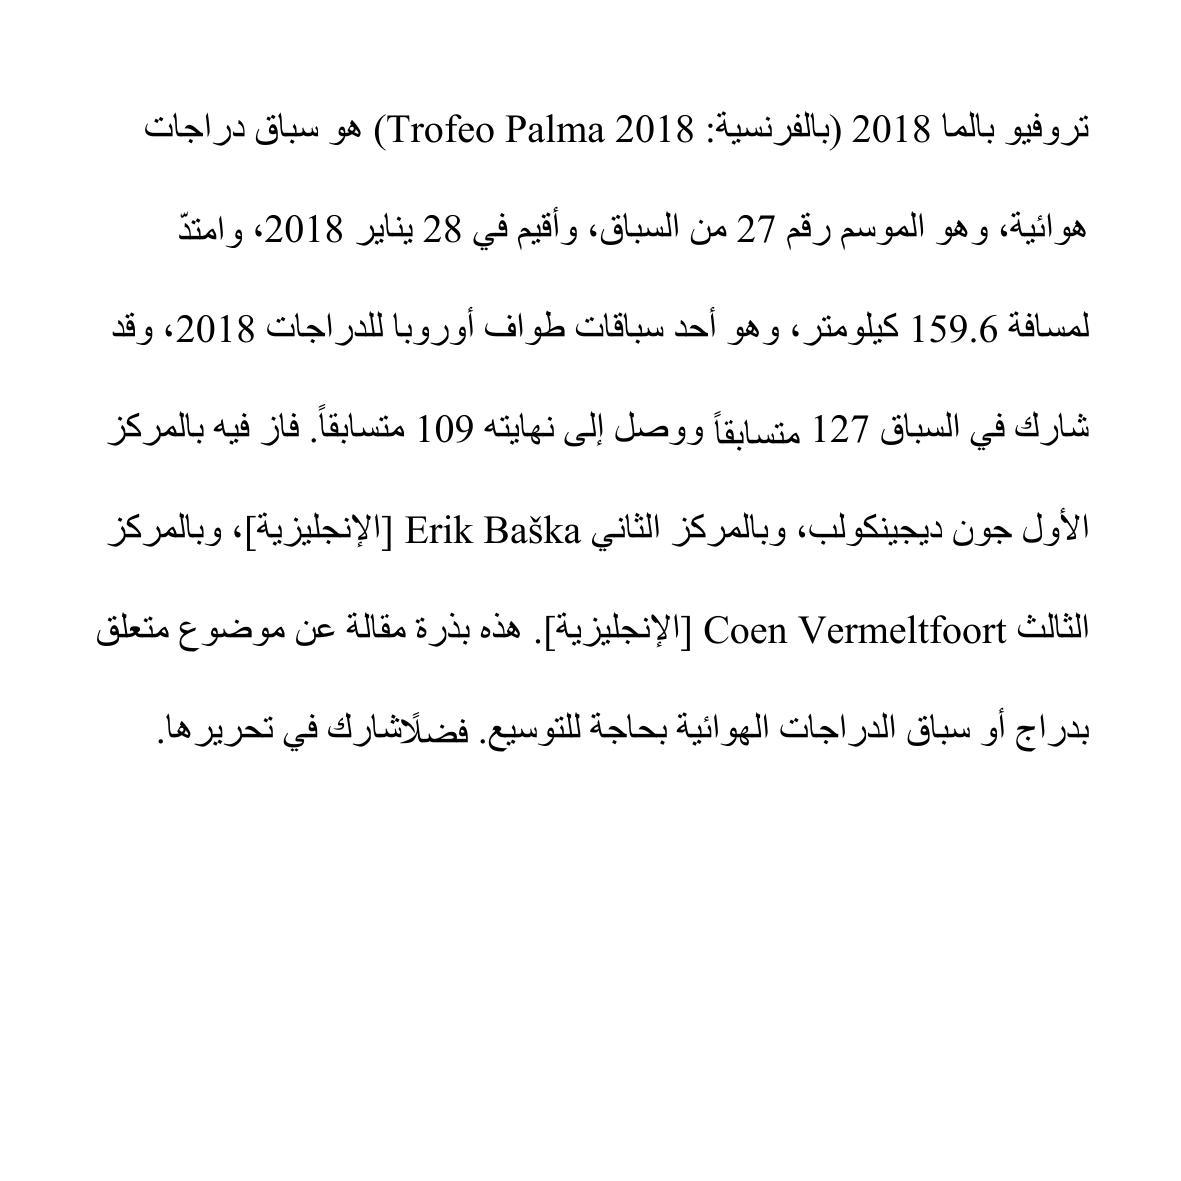 تروفيو بالما 2018 (بالفرنسية: Trofeo Palma 2018) هو سباق دراجات
هوائية، وهو الموسم رقم 27 من السباق، وأقيم في 28 يناير 2018، وامتدّ
لمسافة 159.6 كيلومتر، وهو أحد سباقات طواف أوروبا للدراجات 2018، وقد
شارك في السباق 127 متسابقاً ووصل إلى نهايته 109 متسابقاً. فاز فيه بالمركز
الأول جون ديجينكولب، وبالمركز الثاني Erik Baška [الإنجليزية]، وبالمركز
الثالث Coen Vermeltfoort [الإنجليزية]. هذه بذرة مقالة عن موضوع متعلق
بدراج أو سباق الدراجات الهوائية بحاجة للتوسيع. فضلًاشارك في تحريرها.